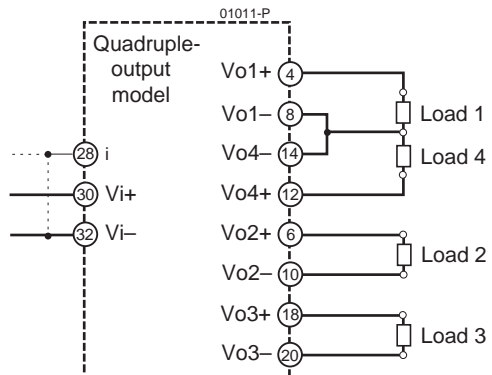 01011-P
Quadruple-
output
model
Vo1+ 4
Vo1– 8
Load 1
28 i
Vo4– 14
Load 4
30 Vi+
Vo4+ 12
32 Vi–
Vo2+ 6
Load 2
Vo2– 10
Vo3+ 18
Load 3
Vo3– 20